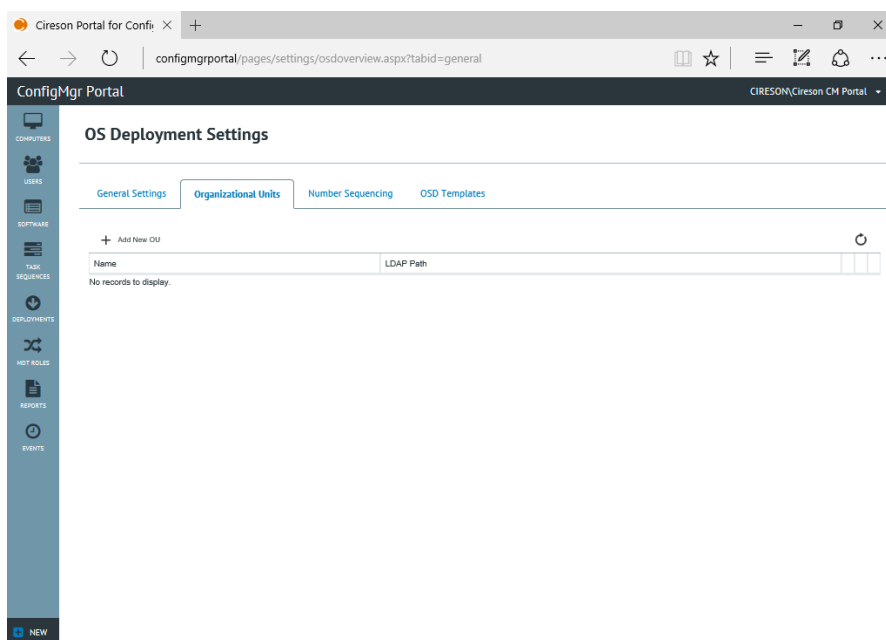 Cireson Portal for Confi
configmgrportal/pages/settings/osdoverview.aspx?tabid=general
ConfigMgr Portal
CIRESON\Cireson CM Portal
COMPUTERS
USERS
SOFTWARE
TASK
SEQUENCES
DEPLOYMENTS
MDT ROLES
REPORTS
EVENTS
NEW
OS Deployment Settings
General Settings
Organizational Units
Number Sequencing
OSD Templates
Add New OU
Name
LDAP Path
No records to display.